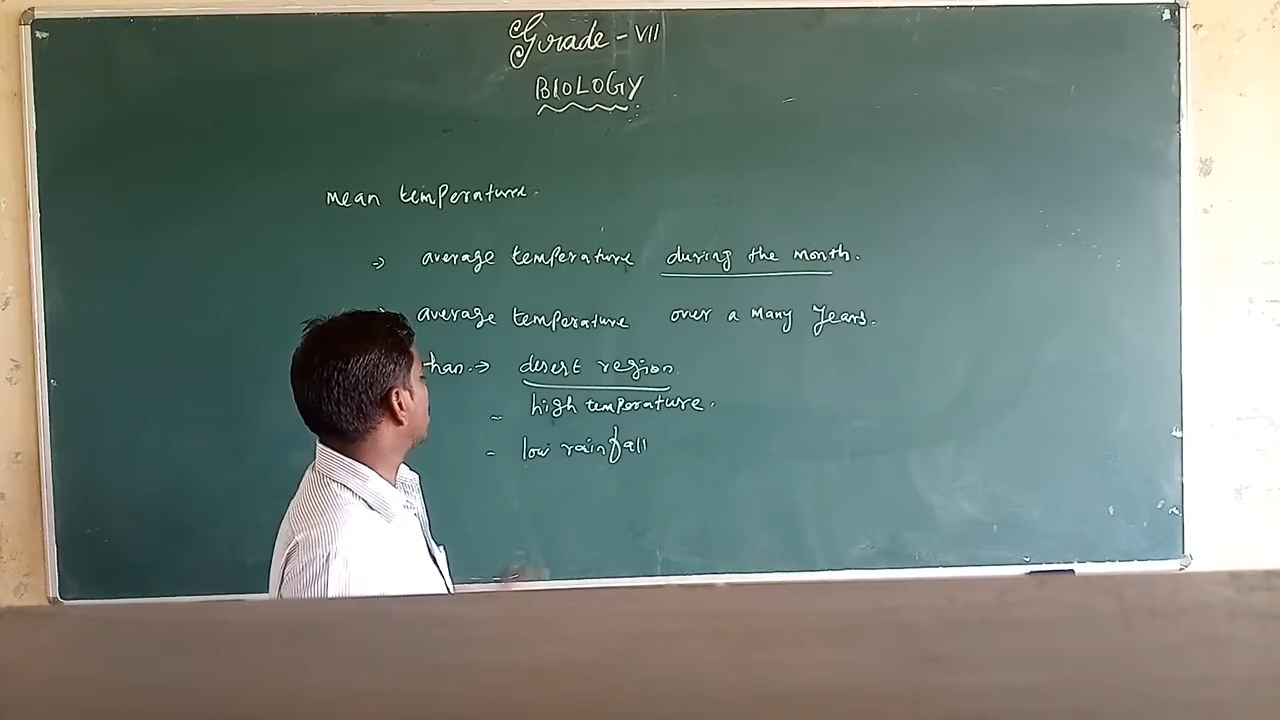 Grade - VII
BIOLOGY
mean temperature.
→ average temperature during the month.
average temperature over a many years.
han. → desert region.
- high temperature.
- low rainfall